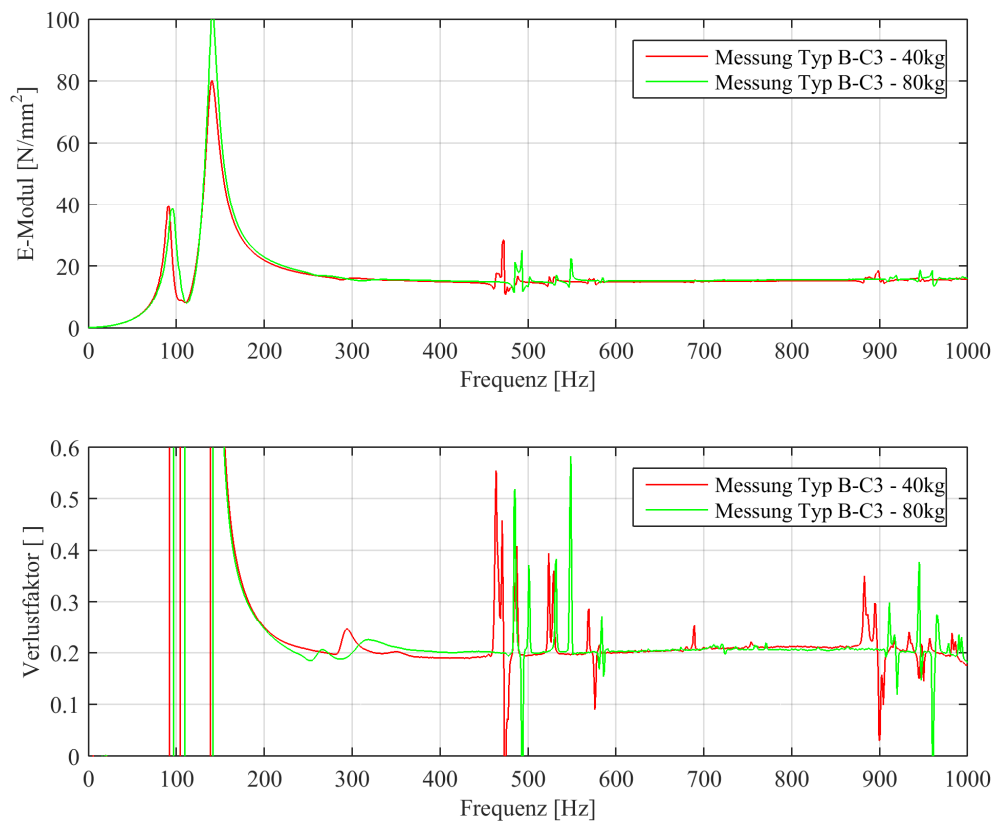 100
80
60
40
20
0
E-Modul [N/mm²]
Messung Typ B-C3 - 40kg
Messung Typ B-C3 - 80kg
0 100 200 300 400 500 600 700 800 900 1000
Frequenz [Hz]
0.6
0.5
0.4
0.3
0.2
0.1
0
Verlustfaktor [ ]
Messung Typ B-C3 - 40kg
Messung Typ B-C3 - 80kg
0 100 200 300 400 500 600 700 800 900 1000
Frequenz [Hz]